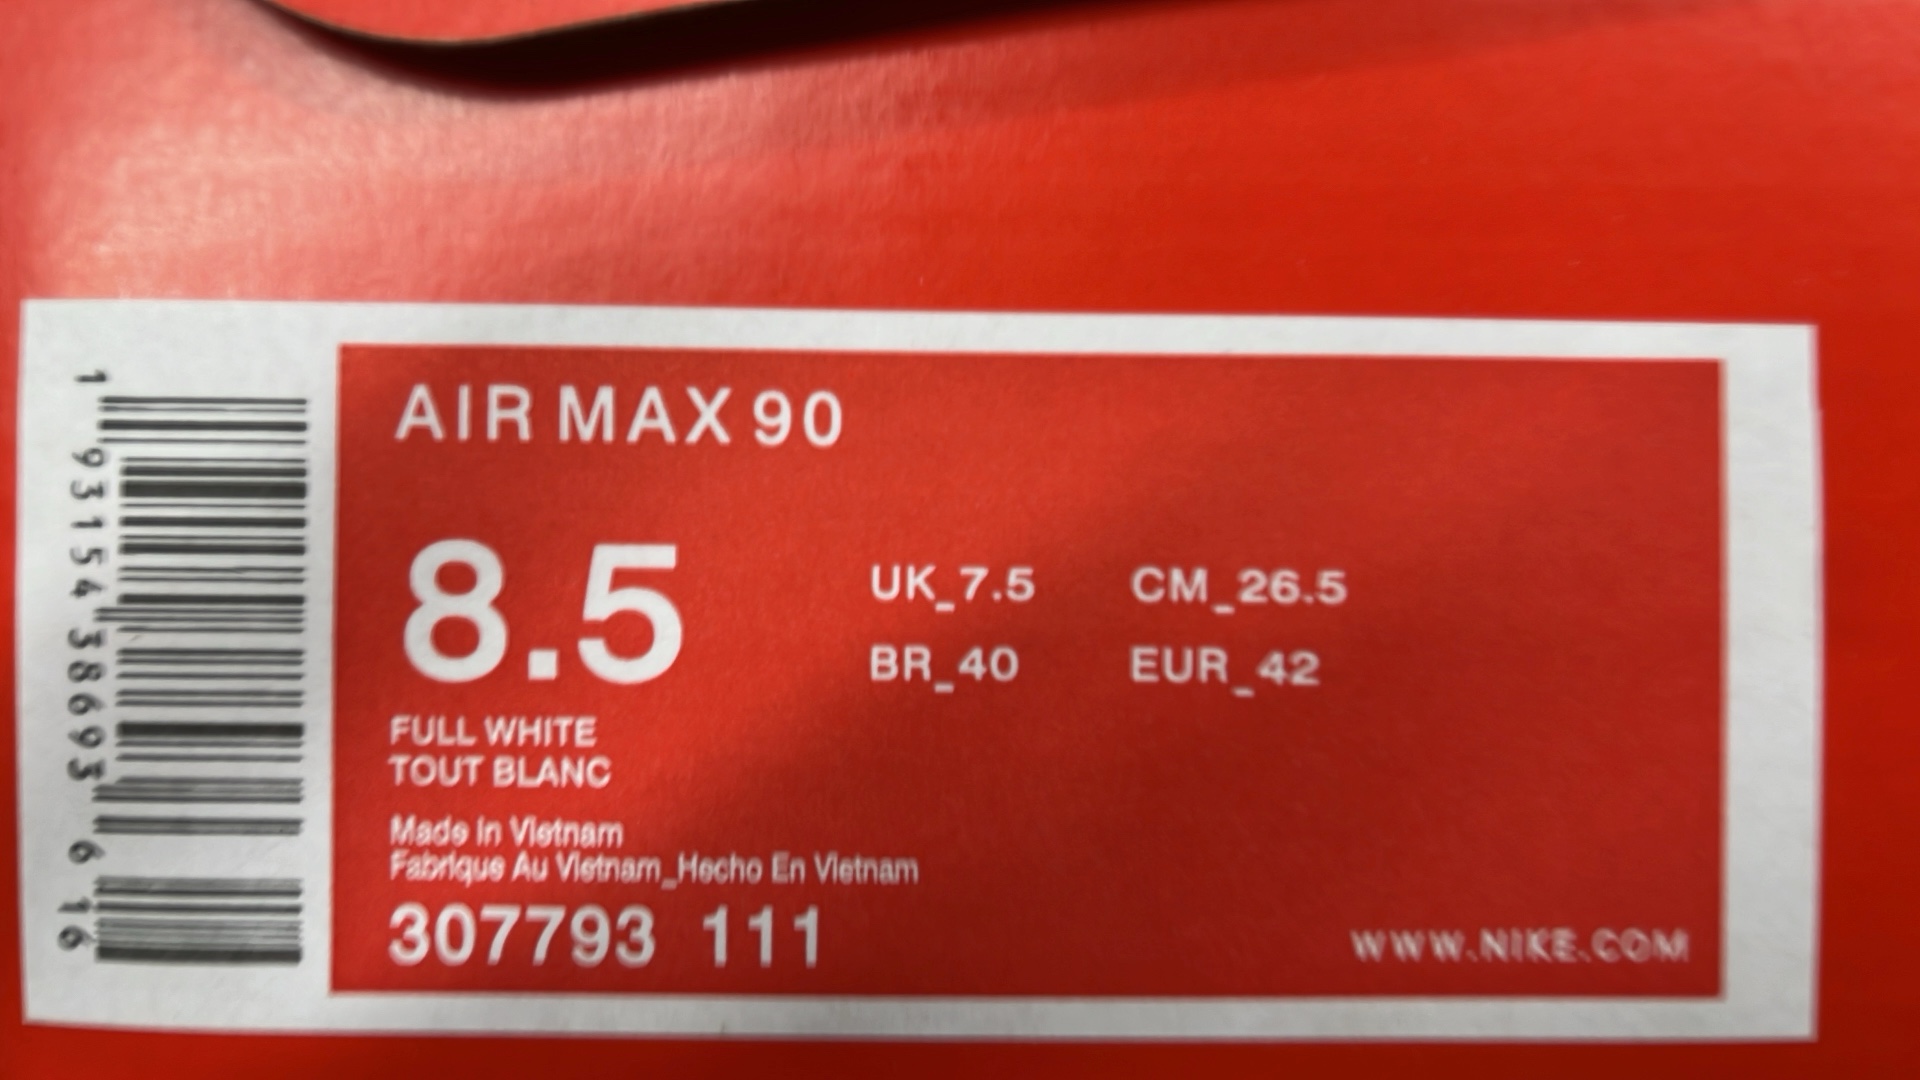 AIR MAX 90
8.5
UK_7.5 CM_26.5
BR_40 EUR_42
FULL WHITE
TOUT BLANC
Made In Vietnam
Fabrique Au Vietnam_Hecho En Vietnam
307793 111
WWW.NIKE.COM
1 93154 38693 6 16